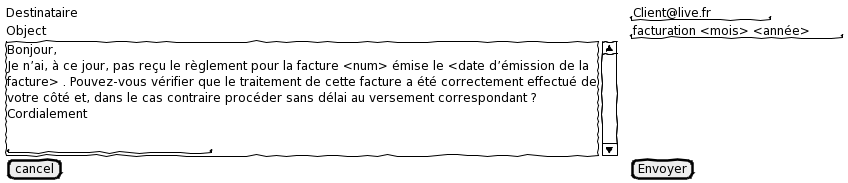 Destinataire Client@live.fr
Object facturation <mois> <année>
Bonjour,
Je n’ai, à ce jour, pas reçu le règlement pour la facture <num> émise le <date d’émission de la
facture> . Pouvez-vous vérifier que le traitement de cette facture a été correctement effectué de
votre côté et, dans le cas contraire procéder sans délai au versement correspondant ?
Cordialement
cancel Envoyer